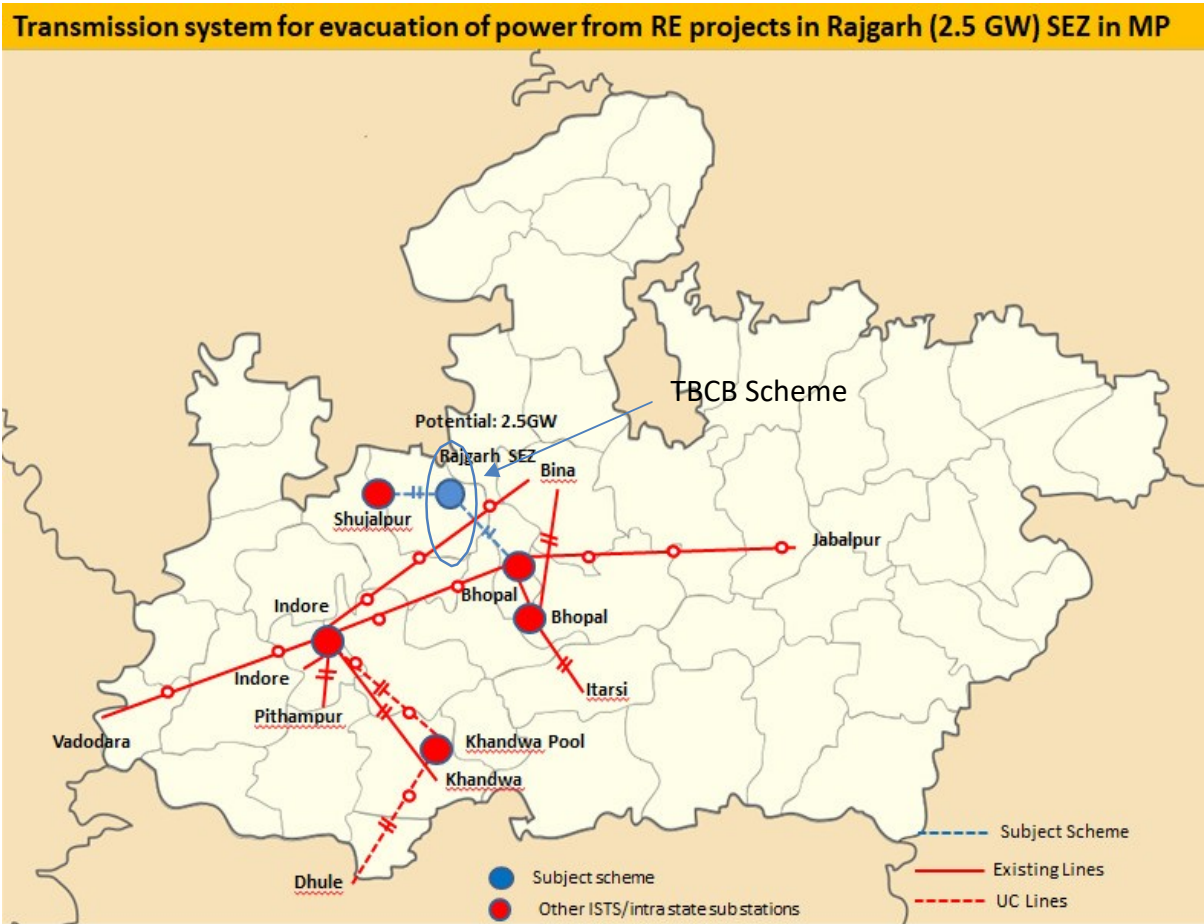 Transmission system for evacuation of power from RE projects in Rajgarh (2.5 GW) SEZ in MP
TBCB Scheme
Potential: 2.5GW
Rajgarh SEZ
Bina
Shujalpur
Jabalpur
Bhopal
Indore
Bhopal
Indore
Itarsi
Pithampur
Vadodara
Khandwa Pool
Khandwa
Dhule
Subject Scheme
Existing Lines
UC Lines
Subject scheme
Other ISTS/intra state sub stations